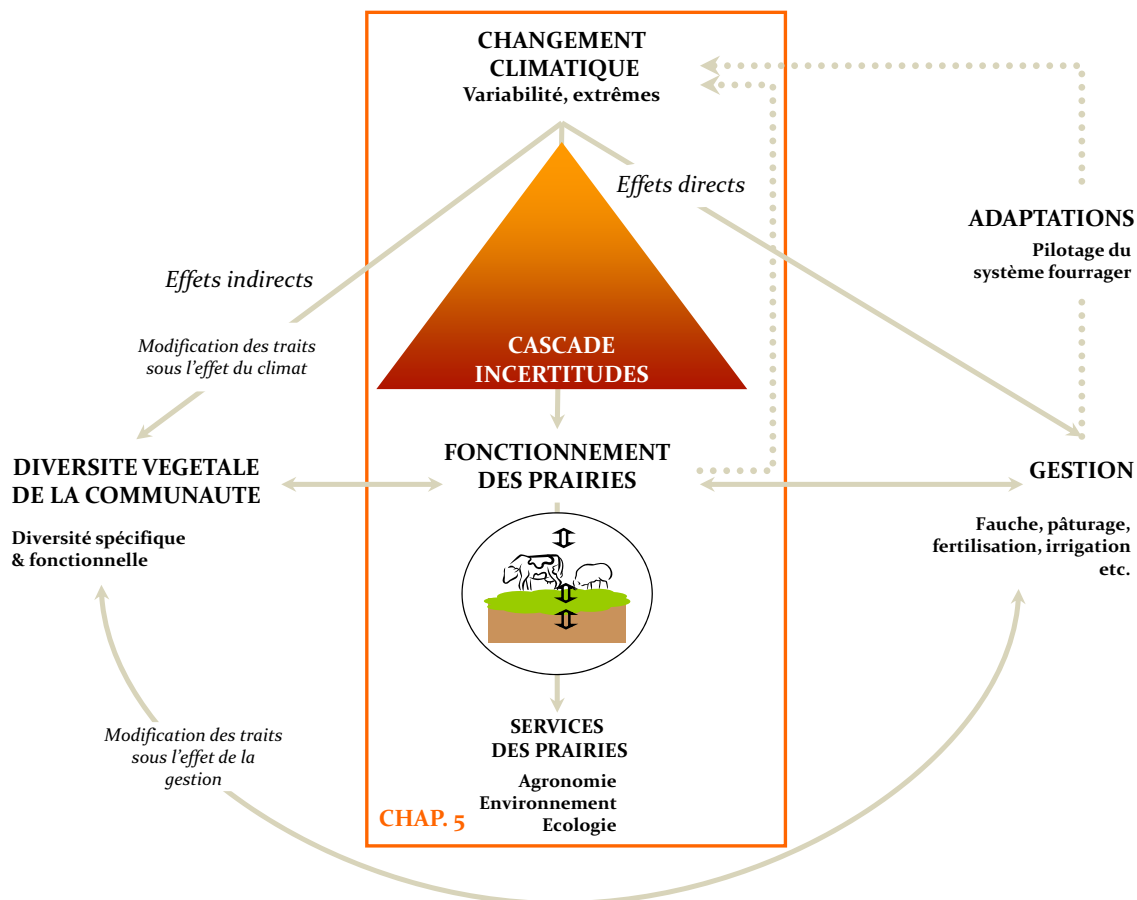 CHANGEMENT
CLIMATIQUE
Variabilité, extrêmes
Effets directs
ADAPTATIONS
Pilotage du
système fourrager
Effets indirects
Modification des traits
sous l'effet du climat
CASCADE
INCERTITUDES
DIVERSITE VEGETALE
DE LA COMMUNAUTE
Diversité spécifique
& fonctionnelle
FONCTIONNEMENT
DES PRAIRIES
GESTION
Fauche, pâturage,
fertilisation, irrigation
etc.
Modification des traits
sous l'effet de la
gestion
SERVICES
DES PRAIRIES
Agronomie
Environnement
Ecologie
CHAP. 5